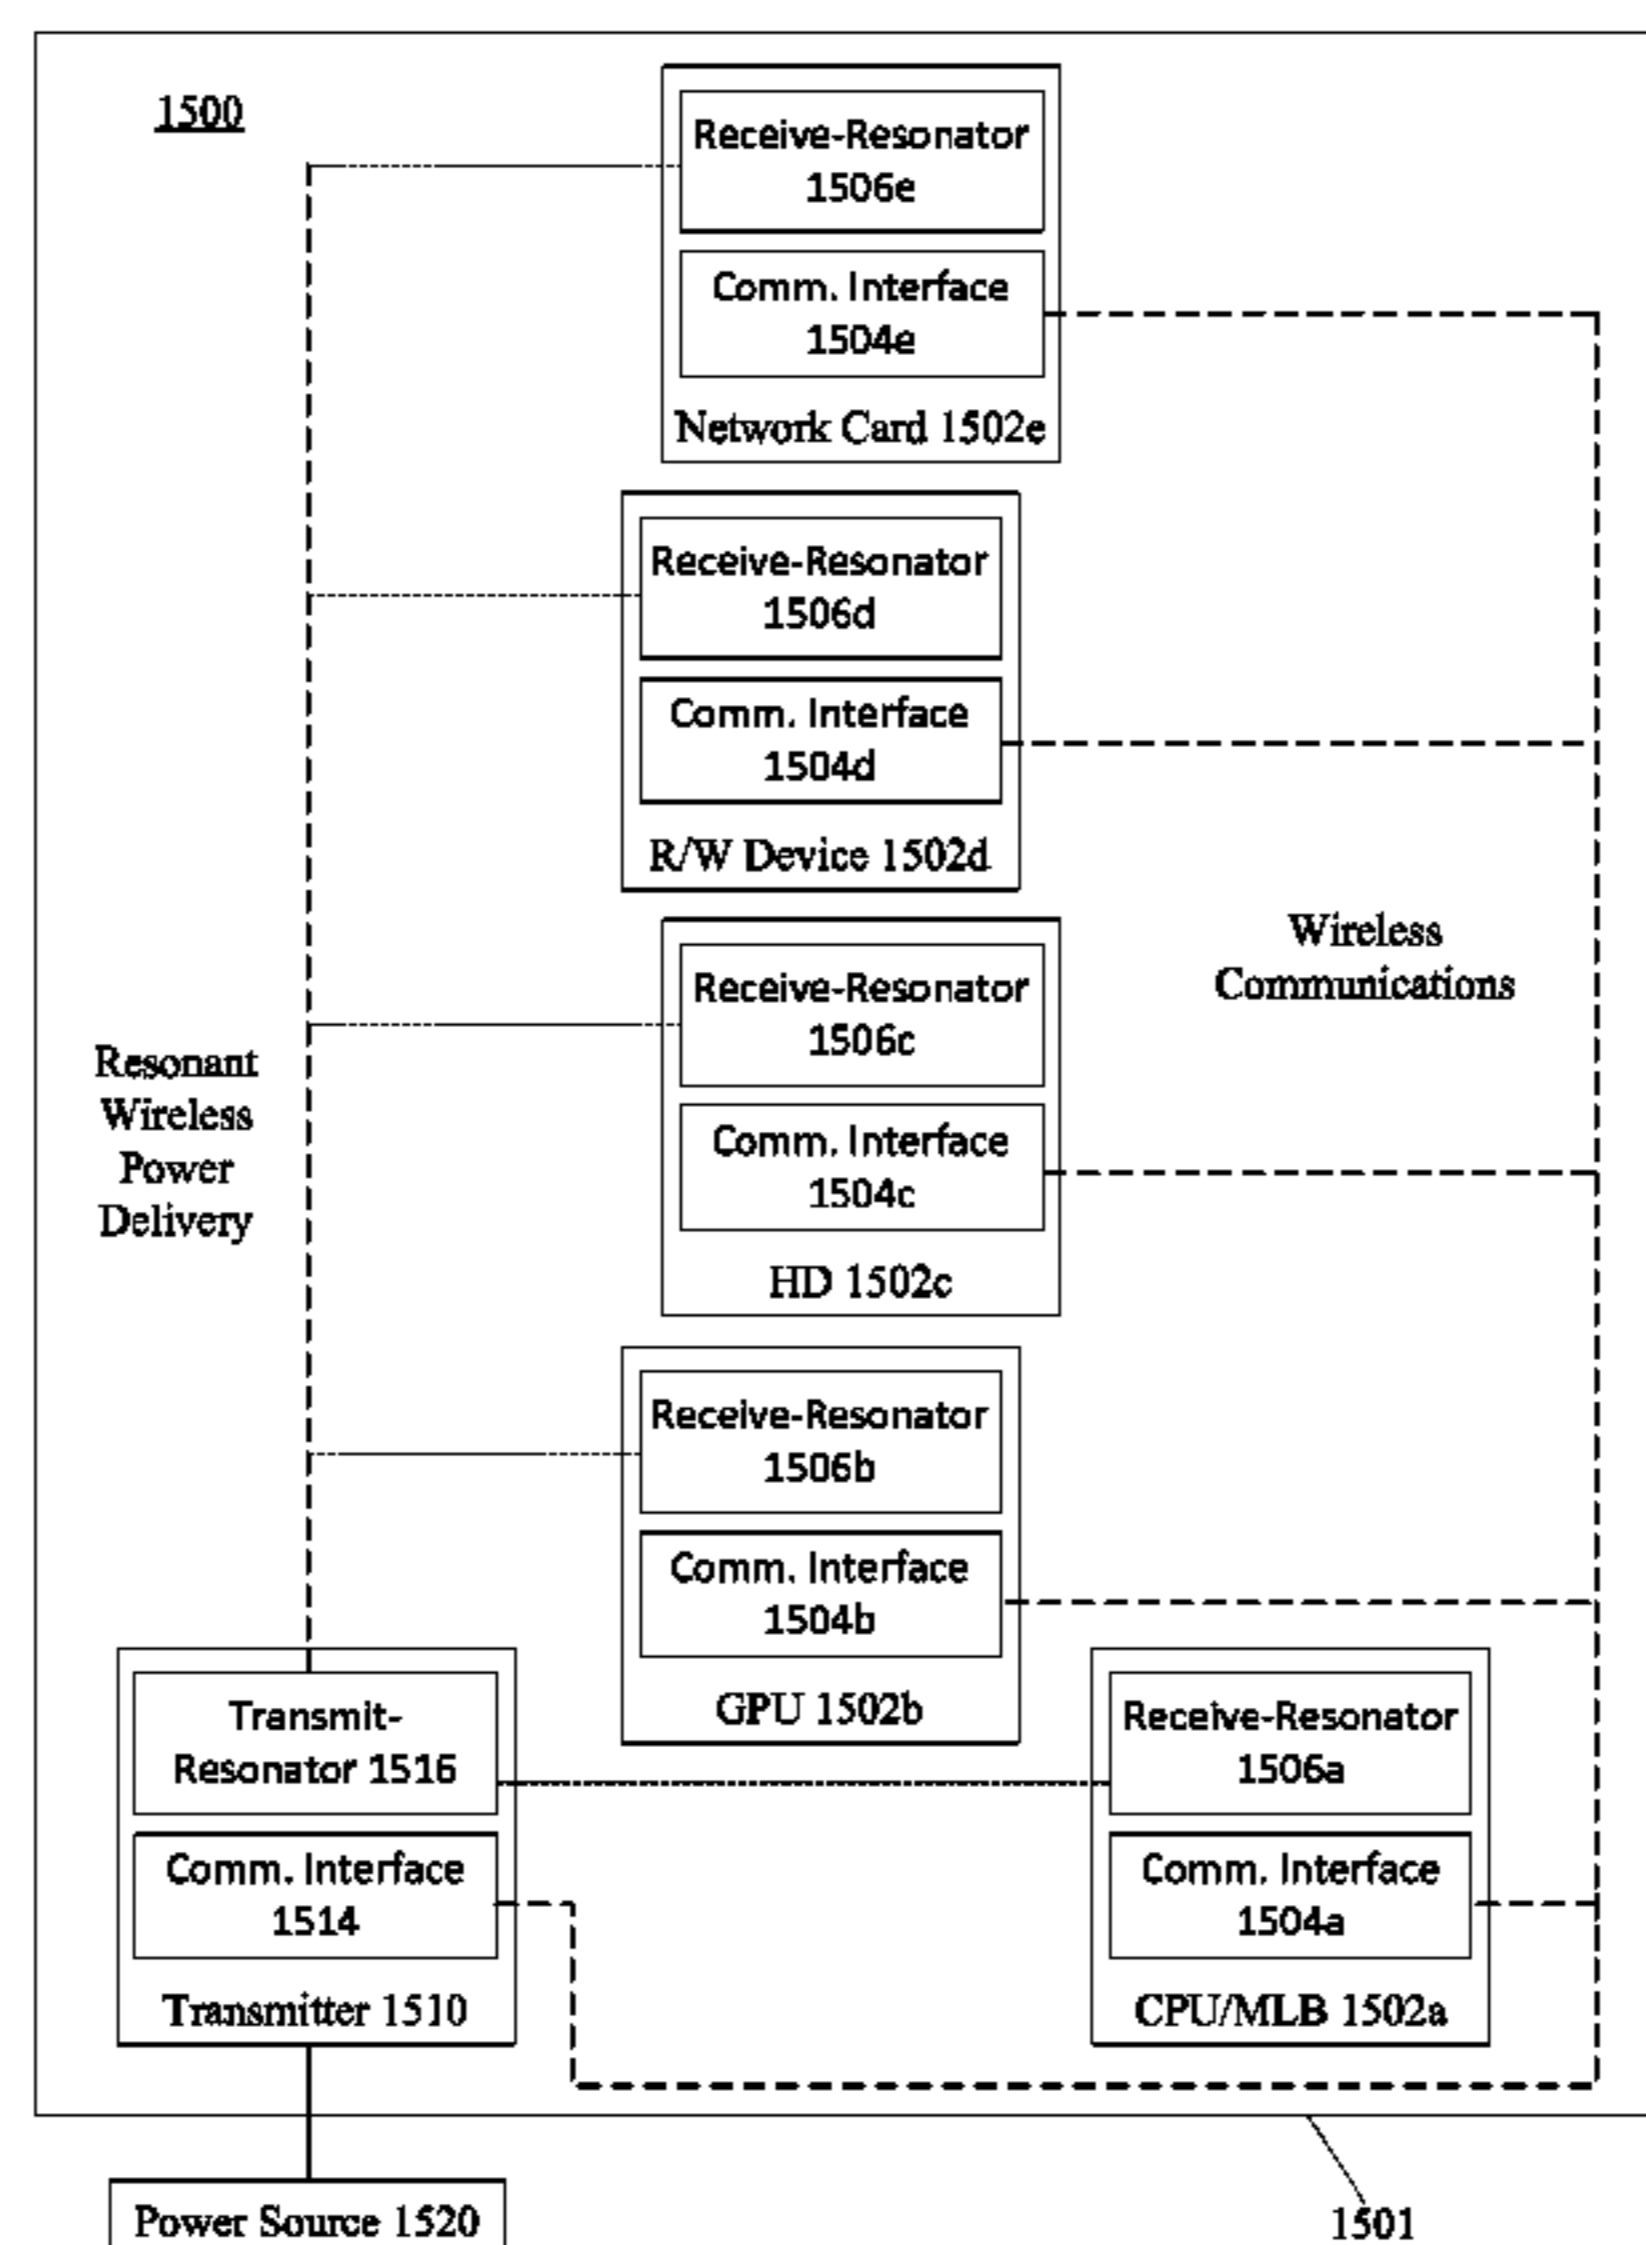 1500
Receive-Resonator
1506e
Comm. Interface
1504e
Network Card 1502e
Receive-Resonator
1506d
Comm. Interface
1504d
R/W Device 1502d
Wireless
Communications
Receive-Resonator
1506c
Comm. Interface
1504c
HD 1502c
Resonant
Wireless
Power
Delivery
Receive-Resonator
1506b
Comm. Interface
1504b
GPU 1502b
Transmit-
Resonator 1516
Comm. Interface
1514
Transmitter 1510
Receive-Resonator
1506a
Comm. Interface
1504a
CPU/MLB 1502a
Power Source 1520
1501